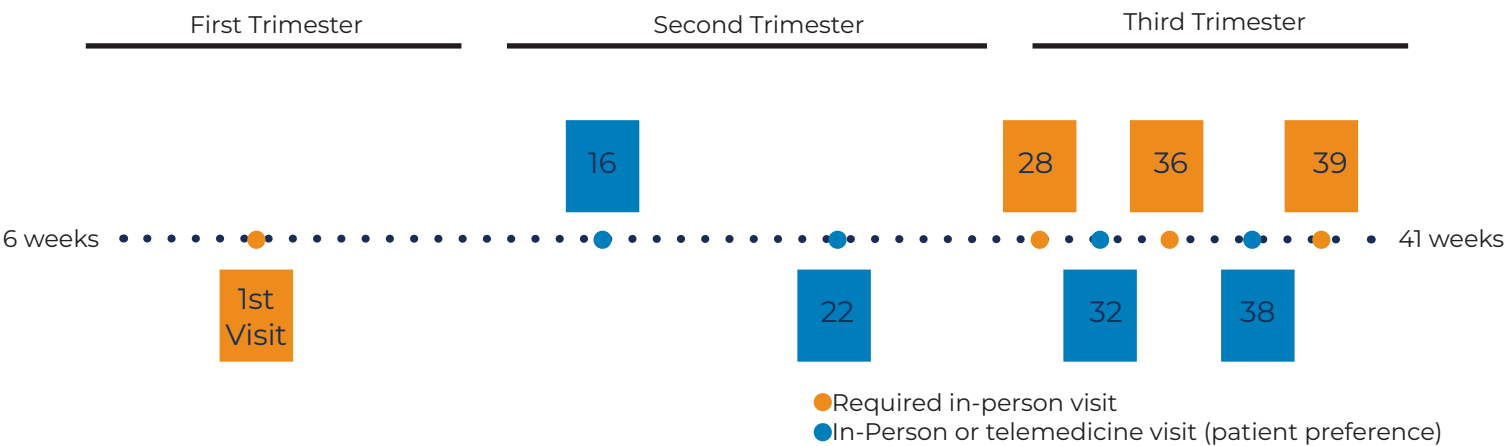 First Trimester
Second Trimester
Third Trimester
16
28
36
39
6 weeks
41 weeks
1st
Visit
22
32
38
Required in-person visit
In-Person or telemedicine visit (patient preference)